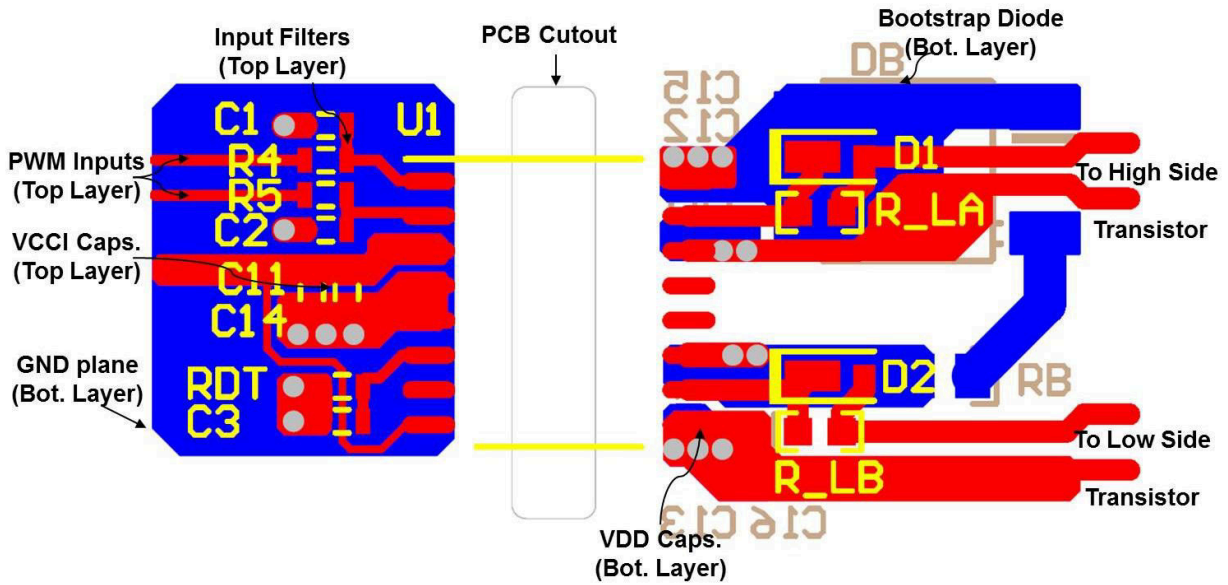 Input Filters
(Top Layer)
PCB Cutout
Bootstrap Diode
(Bot. Layer)
DB
C15
C12
C1
U1
PWM Inputs
(Top Layer)
R4
R5
C2
D1
To High Side
R_LA
Transistor
VCCI Caps.
(Top Layer)
C11
C14
GND plane
(Bot. Layer)
RDT
C3
D2
RB
To Low Side
R_LB
Transistor
C13
C16
VDD Caps.
(Bot. Layer)